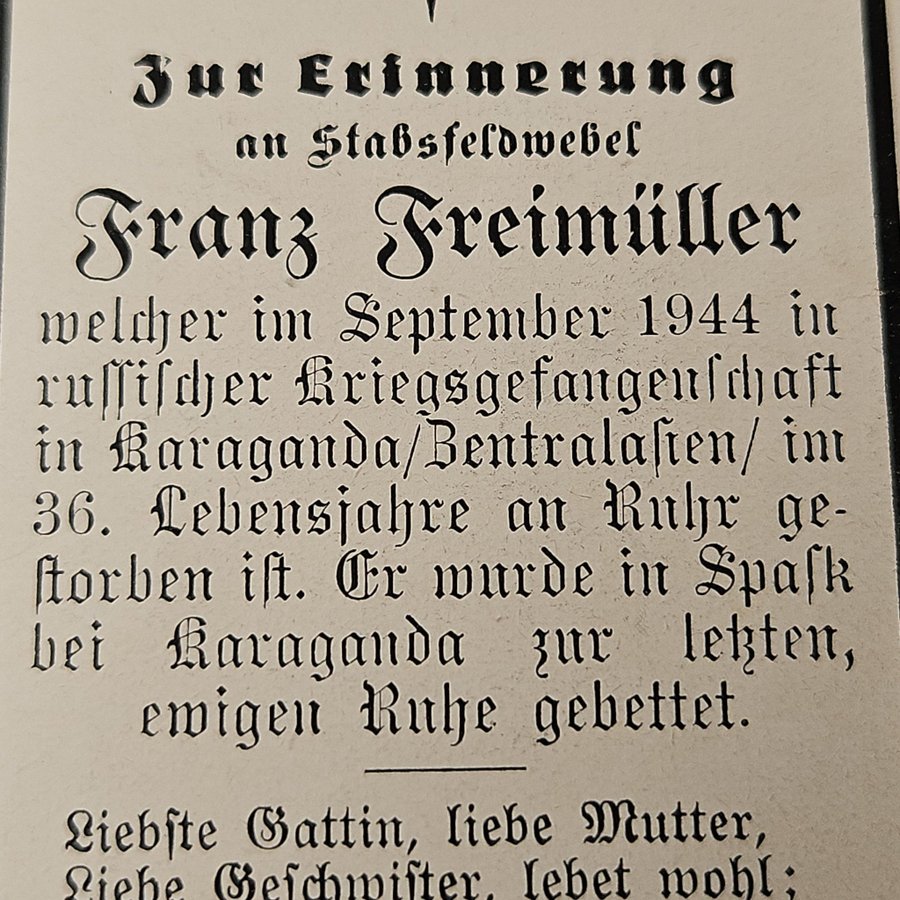 Zur Erinnerung
an Stabsfeldwebel
Franz Freimüller
welcher im September 1944 in
russischer Kriegsgefangenschaft
in Karaganda/Zentralasien/ im
36. Lebensjahre an Ruhr ge-
storben ist. Er wurde in Spask
bei Karaganda zur letzten,
ewigen Ruhe gebettet.
Liebste Gattin, liebe Mutter,
Liebe Geschwister, lebet wohl;